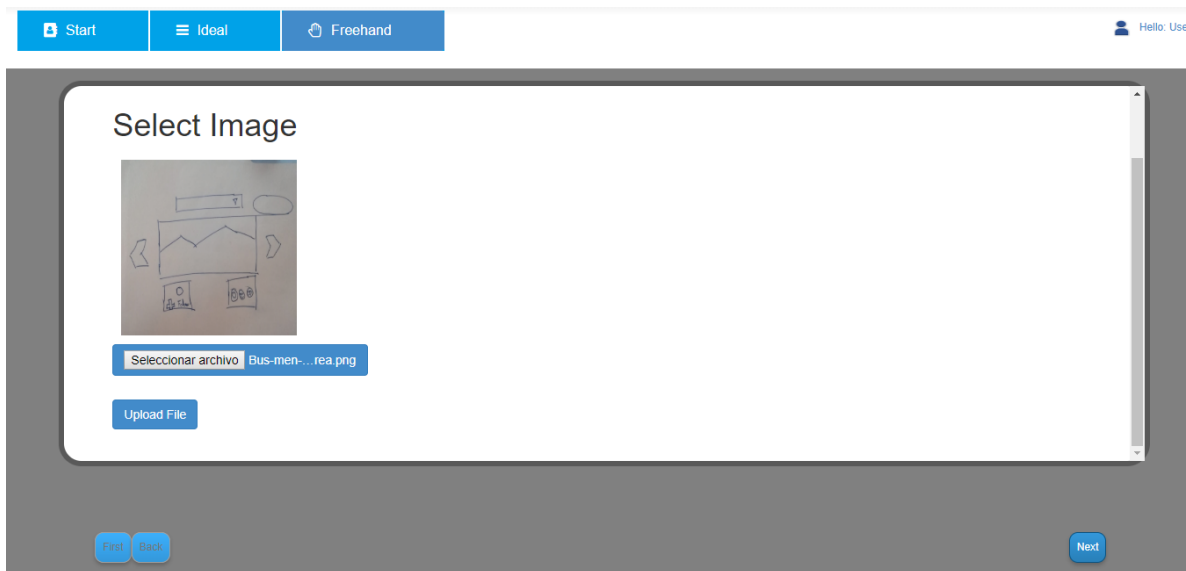 Start
Ideal
Freehand
Hello: Use
Select Image
Seleccionar archivo Bus-men-...rea.png
Upload File
First
Back
Next